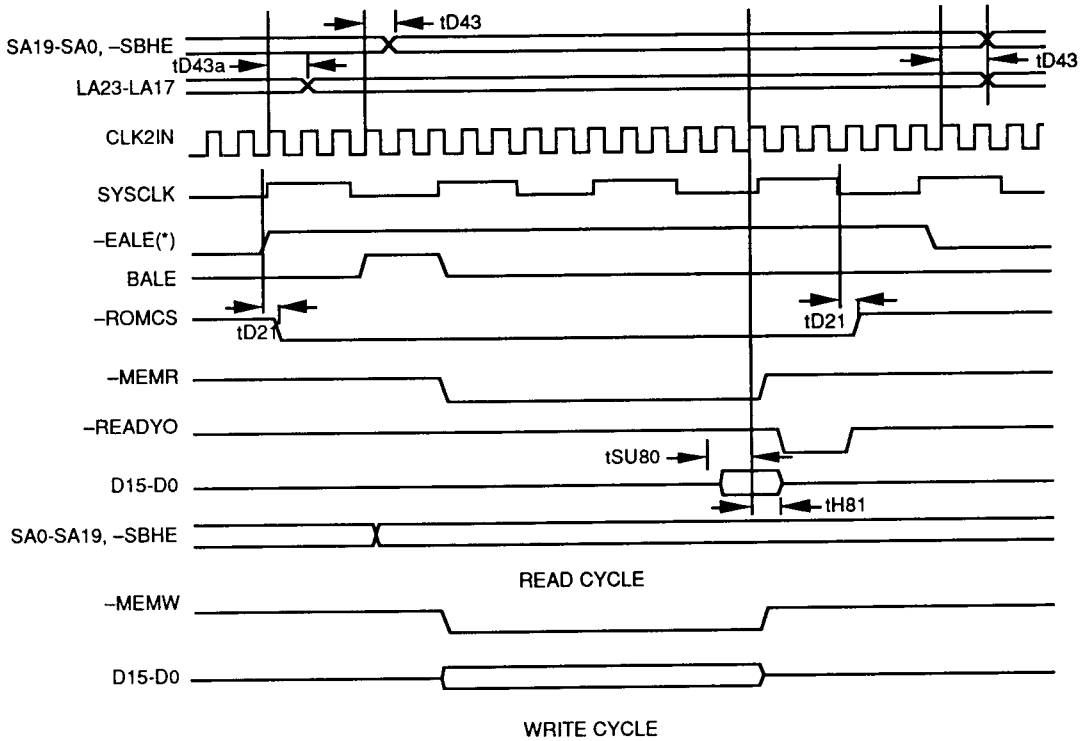 tD43
SA19-SA0, –SBHE
tD43a
tD43
LA23-LA17
CLK2IN
SYSCLK
–EALE(*)
BALE
–ROMCS
tD21
tD21
–MEMR
–READYO
tSU80
D15-D0
tH81
SA0-SA19, –SBHE
READ CYCLE
–MEMW
D15-D0
WRITE CYCLE